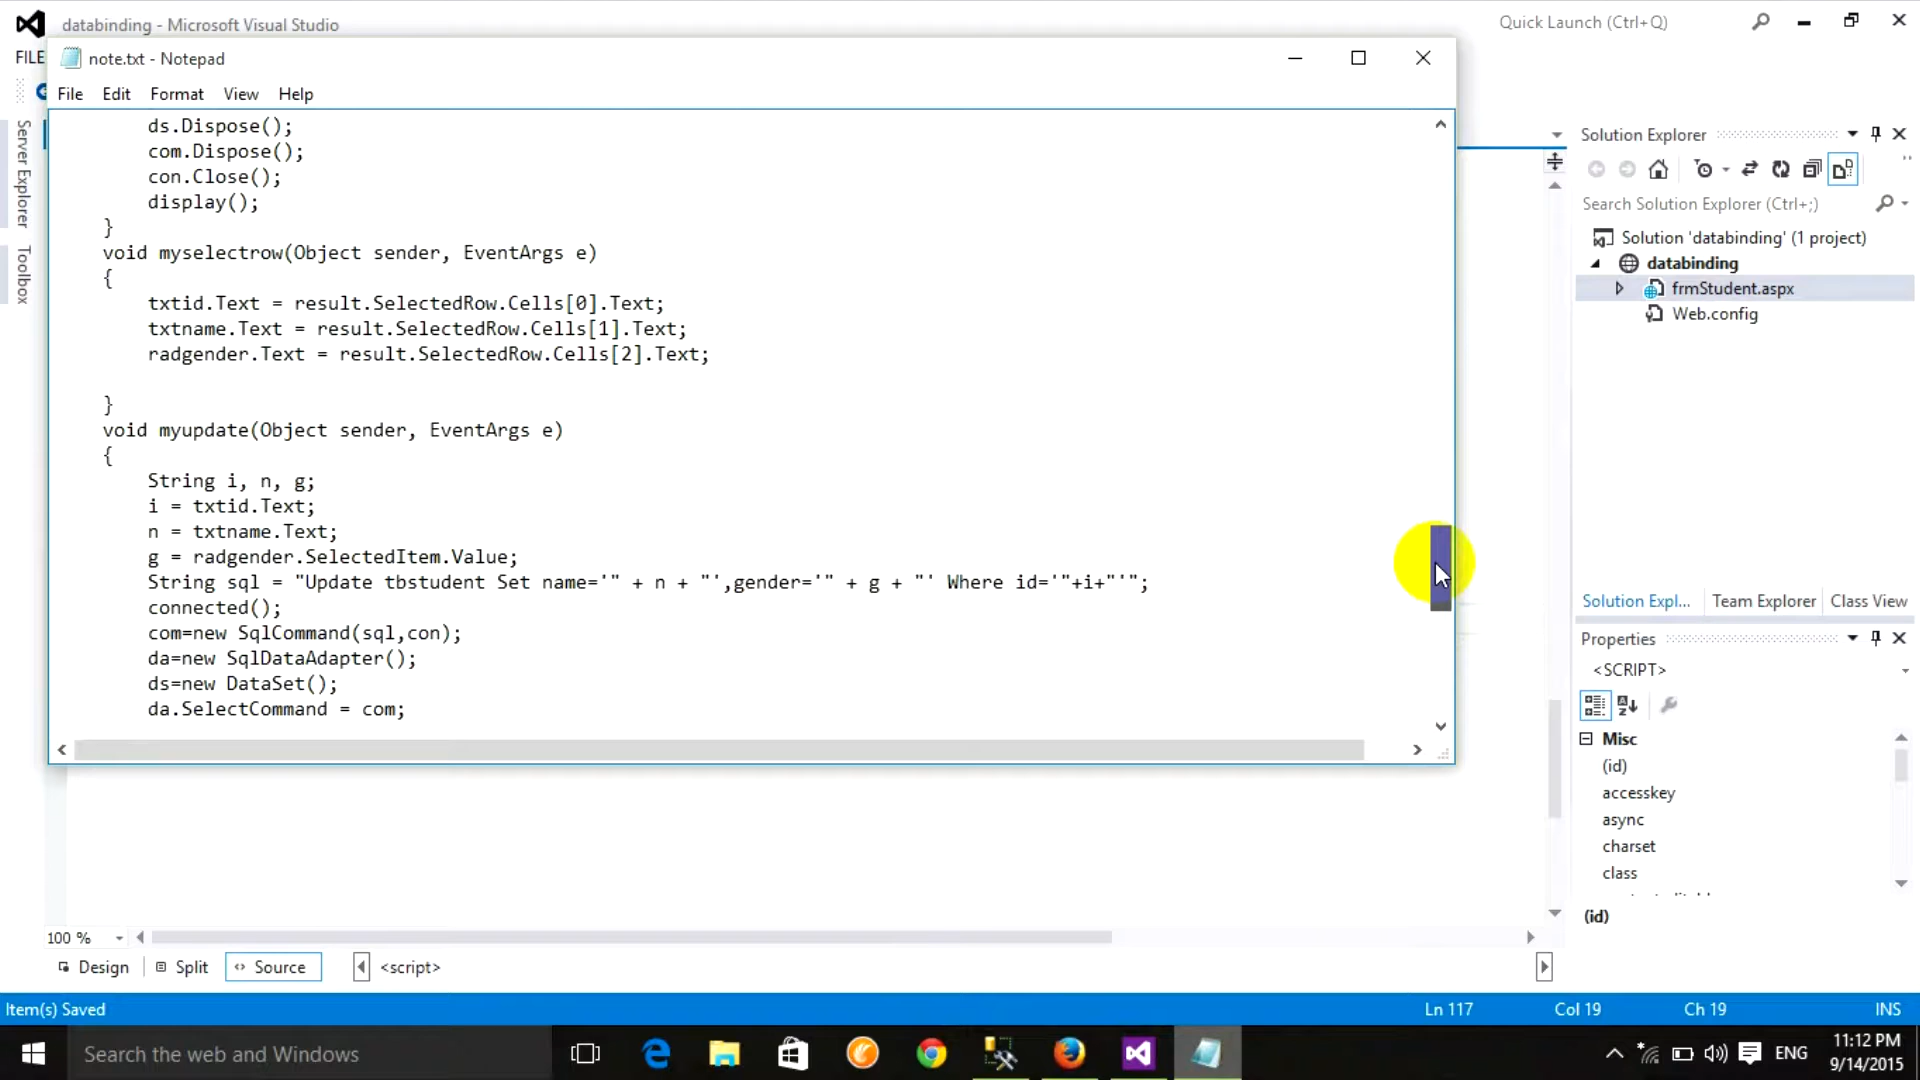 databinding - Microsoft Visual Studio
Quick Launch (Ctrl+Q)
FILE
note.txt - Notepad
File Edit Format View Help
ds.Dispose();
com.Dispose();
con.Close();
display();
}
void myselectrow(Object sender, EventArgs e)
{
txtid.Text = result.SelectedRow.Cells[0].Text;
txtname.Text = result.SelectedRow.Cells[1].Text;
radgender.Text = result.SelectedRow.Cells[2].Text;
}
void myupdate(Object sender, EventArgs e)
{
String i, n, g;
i = txtid.Text;
n = txtname.Text;
g = radgender.SelectedItem.Value;
String sql = "Update tbstudent Set name='" + n + "',gender='" + g + "' Where id='"+i+"'";
connected();
com=new SqlCommand(sql,con);
da=new SqlDataAdapter();
ds=new DataSet();
da.SelectCommand = com;
Server Explorer
Toolbox
Solution Explorer
Search Solution Explorer (Ctrl+;)
Solution 'databinding' (1 project)
databinding
frmStudent.aspx
Web.config
Solution Expl... Team Explorer Class View
Properties
<SCRIPT>
Misc
(id)
accesskey
async
charset
class
(id)
100 %
Design Split Source <script>
Item(s) Saved
Ln 117 Col 19 Ch 19 INS
Search the web and Windows
ENG
11:12 PM
9/14/2015